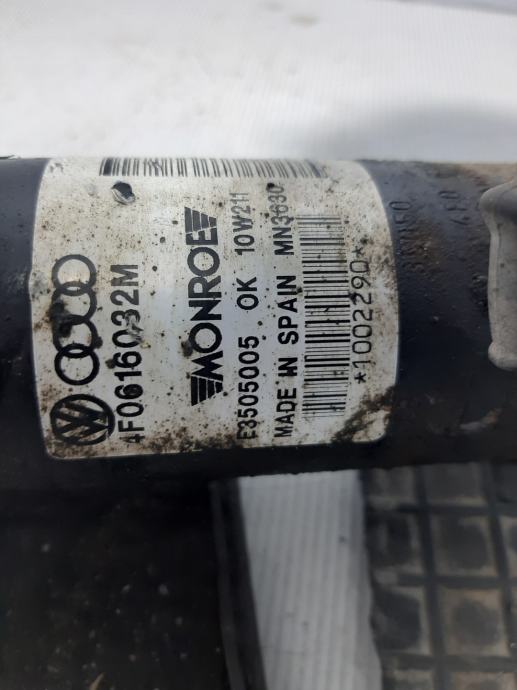 4F0616032M
MONROE
E3505005 OK 10W211
MADE IN SPAIN MN3630
*1002290*